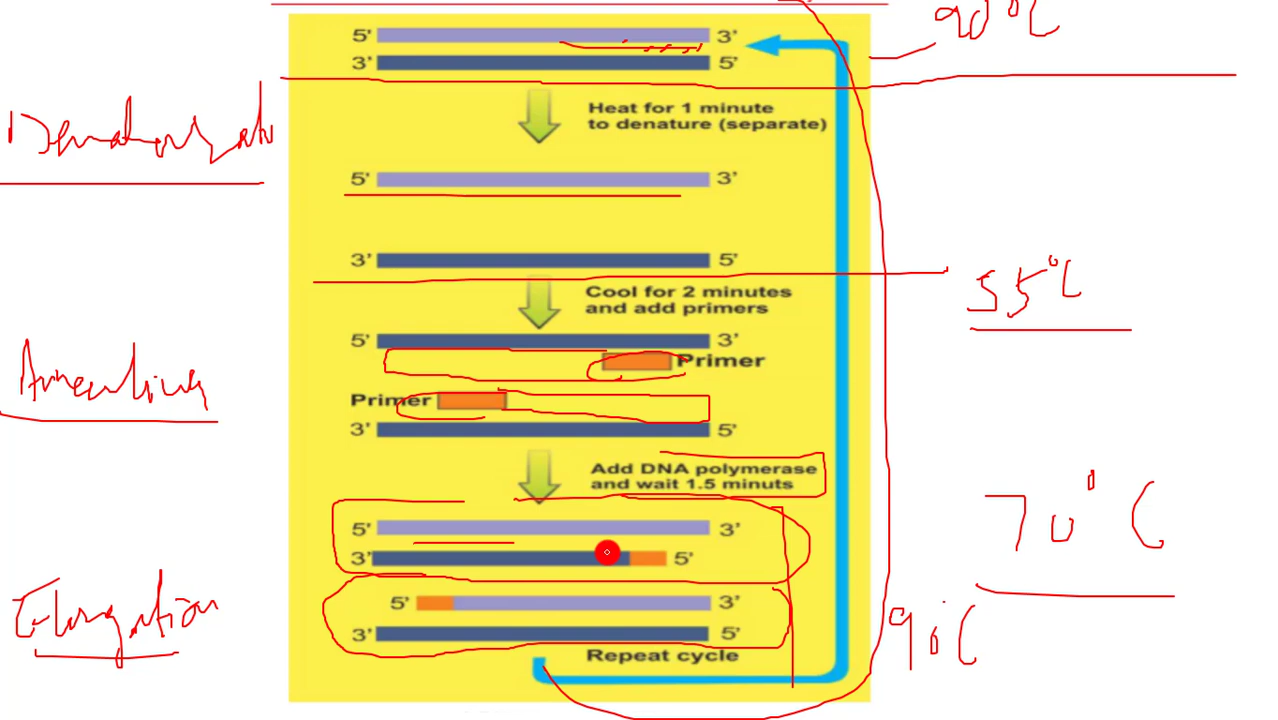 90°C
5' 3'
3' 5'
Heat for 1 minute
to denature (separate)
5' 3'
3' 5'
55°C
Cool for 2 minutes
and add primers
5' 3'
Primer
Primer
3' 5'
Add DNA polymerase
and wait 1.5 minuts
70°C
5' 3'
3' 5'
Elongation
5' 3'
3' 5'
90°C
Repeat cycle